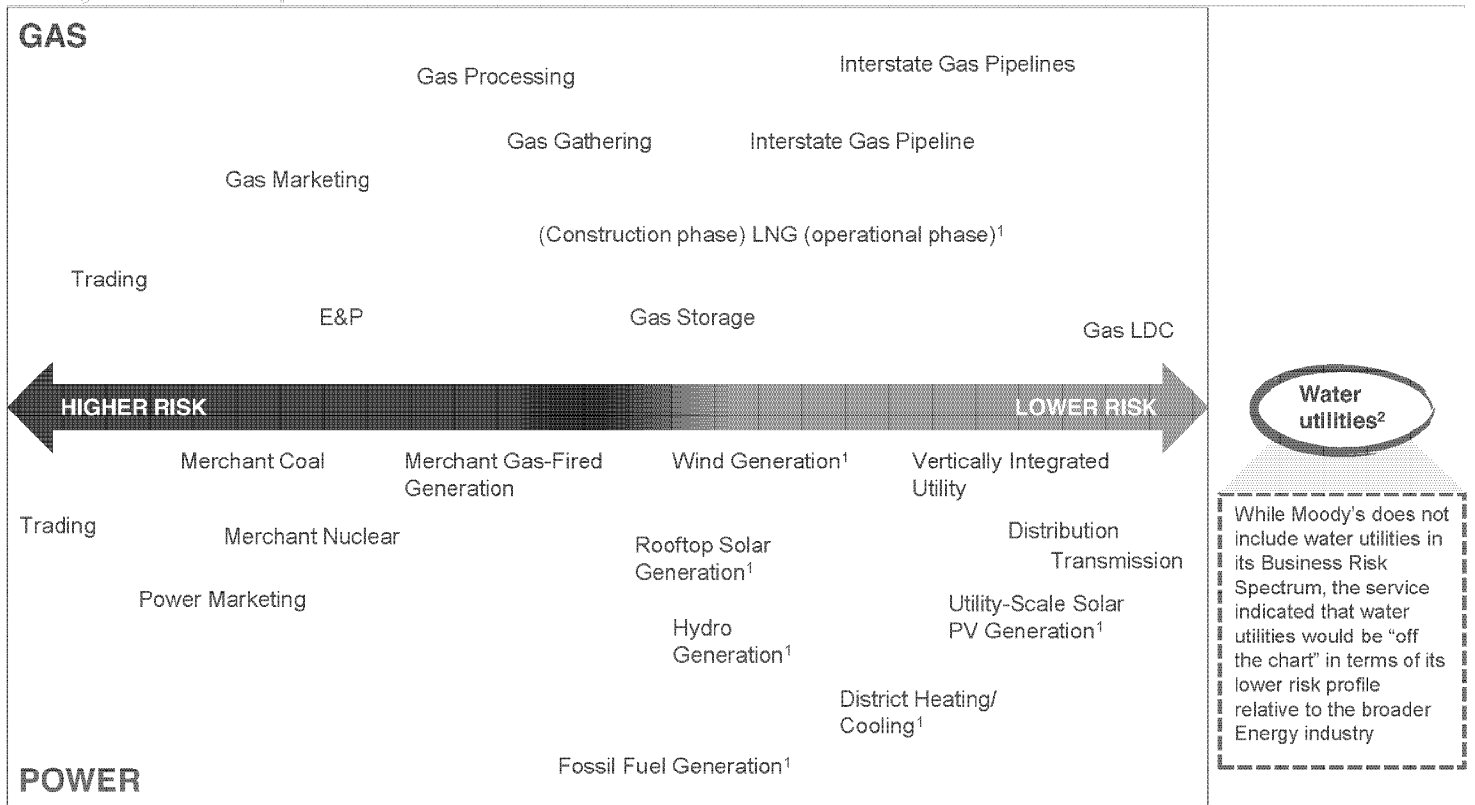 GAS
Gas Processing
Interstate Gas Pipelines
Gas Gathering
Interstate Gas Pipeline
Gas Marketing
(Construction phase) LNG (operational phase)¹
Trading
E&P
Gas Storage
Gas LDC
HIGHER RISK
LOWER RISK
Water
utilities²
Merchant Coal
Merchant Gas-Fired
Generation
Wind Generation¹
Vertically Integrated
Utility
Trading
Merchant Nuclear
Rooftop Solar
Generation¹
Distribution
Transmission
Power Marketing
Hydro
Generation¹
Utility-Scale Solar
PV Generation¹
District Heating/
Cooling¹
Fossil Fuel Generation¹
POWER
While Moody's does not
include water utilities in
its Business Risk
Spectrum, the service
indicated that water
utilities would be "off
the chart" in terms of its
lower risk profile
relative to the broader
Energy industry